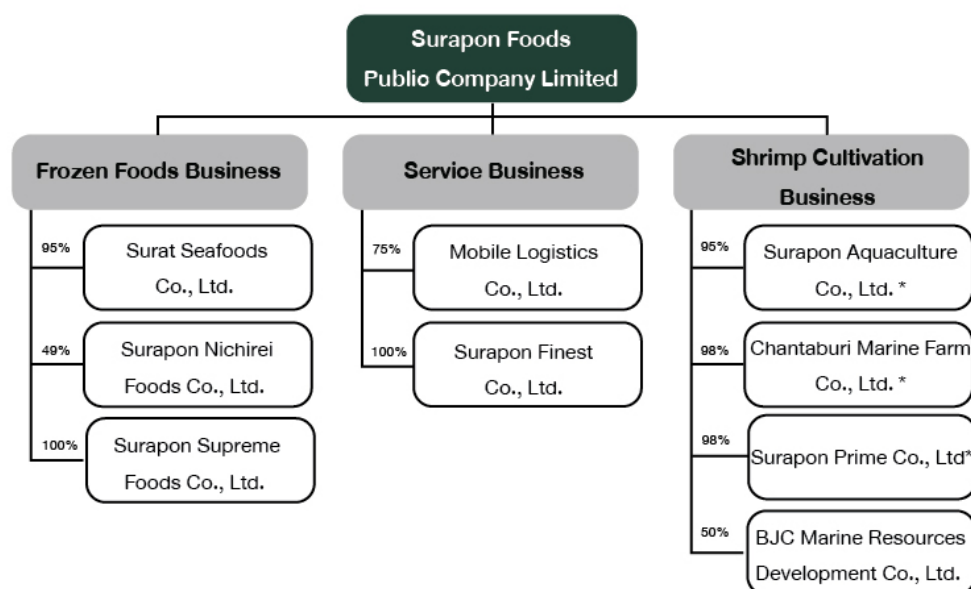 Surapon Foods
Public Company Limited
Frozen Foods Business
95%
Surat Seafoods
Co., Ltd.
49%
Surapon Nichirei
Foods Co., Ltd.
100%
Surapon Supreme
Foods Co., Ltd.
Service Business
75%
Mobile Logistics
Co., Ltd.
100%
Surapon Finest
Co., Ltd.
Shrimp Cultivation
Business
95%
Surapon Aquaculture
Co., Ltd. *
98%
Chantaburi Marine Farm
Co., Ltd. *
98%
Surapon Prime Co., Ltd*
50%
BJC Marine Resources
Development Co., Ltd.